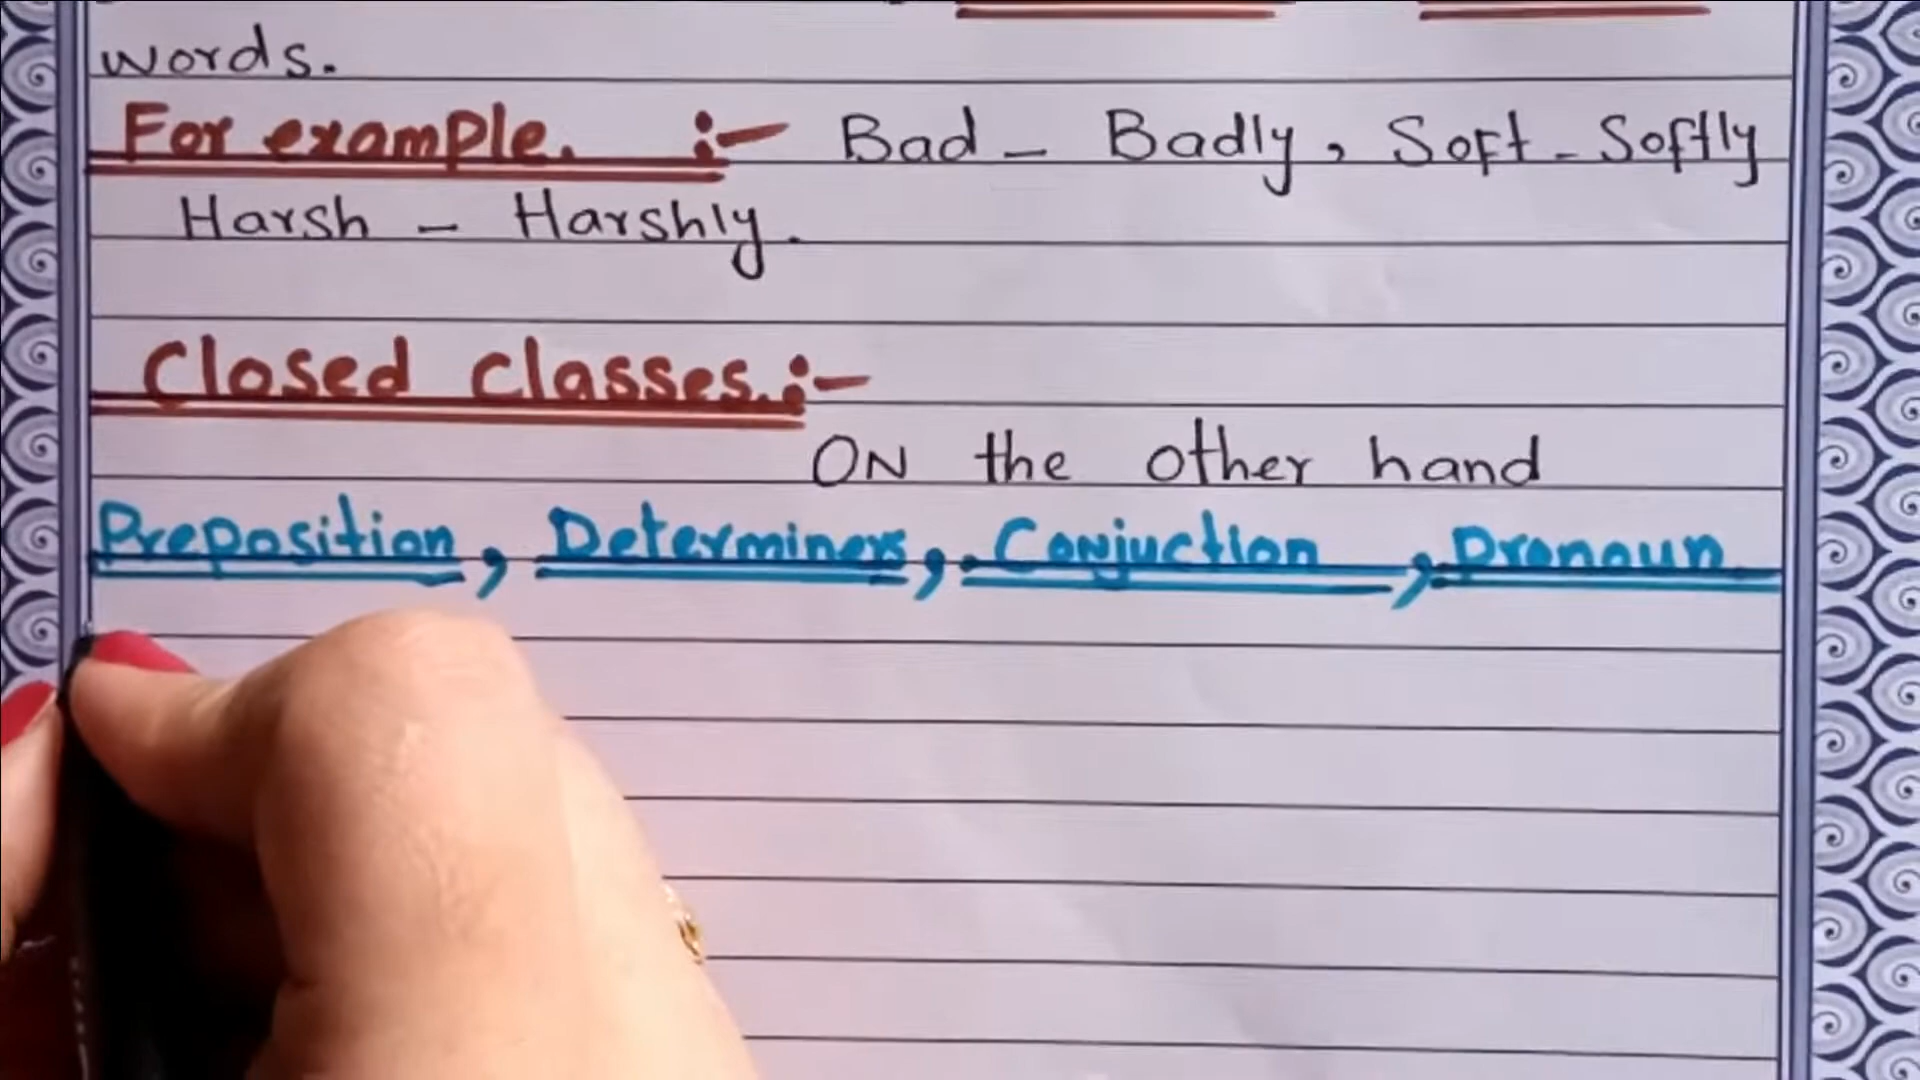 words.
For example. :- Bad - Badly, Soft - Softly
Harsh - Harshly.
Closed Classes.:-
ON the other hand
Preposition, Determiners, Conjuction, Pronoun